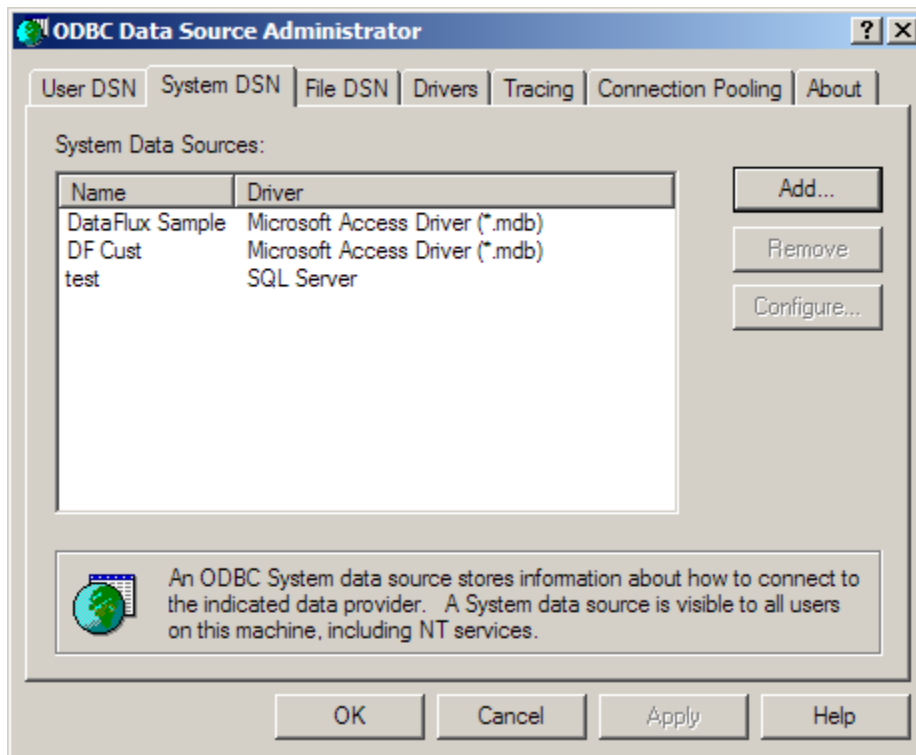 ODBC Data Source Administrator
User DSN System DSN File DSN Drivers Tracing Connection Pooling About
System Data Sources:
Name Driver
DataFlux Sample Microsoft Access Driver (*.mdb)
DF Cust Microsoft Access Driver (*.mdb)
test SQL Server
Add...
Remove
Configure...
An ODBC System data source stores information about how to connect to
the indicated data provider. A System data source is visible to all users
on this machine, including NT services.
OK Cancel Apply Help